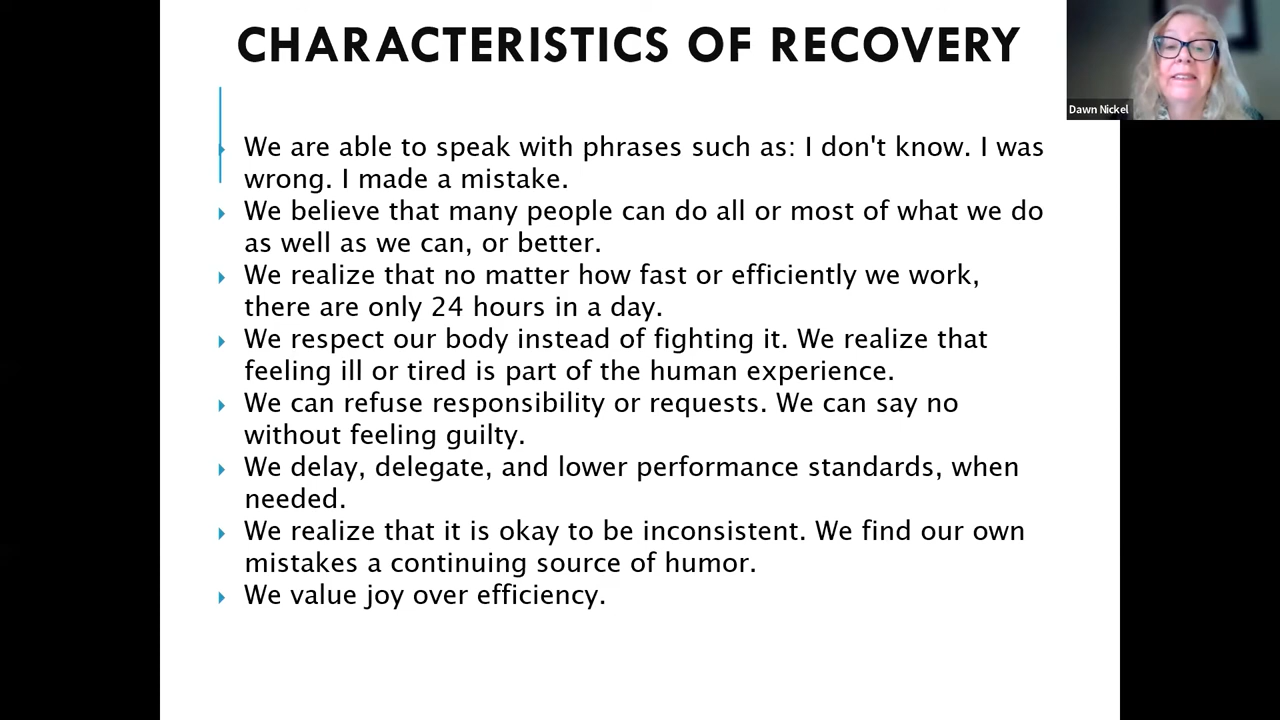 CHARACTERISTICS OF RECOVERY
Dawn Nickel
We are able to speak with phrases such as: I don't know. I was
wrong. I made a mistake.
We believe that many people can do all or most of what we do
as well as we can, or better.
We realize that no matter how fast or efficiently we work,
there are only 24 hours in a day.
We respect our body instead of fighting it. We realize that
feeling ill or tired is part of the human experience.
We can refuse responsibility or requests. We can say no
without feeling guilty.
We delay, delegate, and lower performance standards, when
needed.
We realize that it is okay to be inconsistent. We find our own
mistakes a continuing source of humor.
We value joy over efficiency.